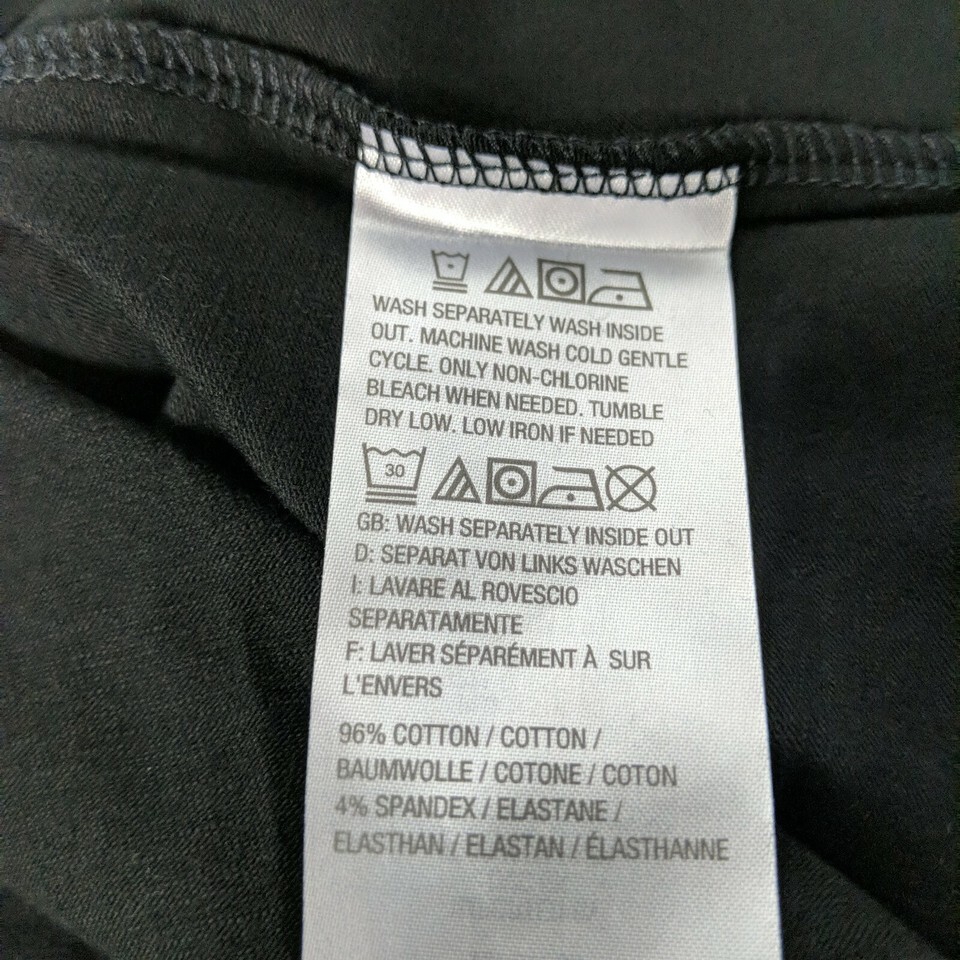 WASH SEPARATELY WASH INSIDE
OUT. MACHINE WASH COLD GENTLE
CYCLE. ONLY NON-CHLORINE
BLEACH WHEN NEEDED. TUMBLE
DRY LOW. LOW IRON IF NEEDED
30
GB: WASH SEPARATELY INSIDE OUT
D: SEPARAT VON LINKS WASCHEN
I: LAVARE AL ROVESCIO
SEPARATAMENTE
F: LAVER SÉPARÉMENT À SUR
L'ENVERS
96% COTTON / COTTON /
BAUMWOLLE / COTONE / COTON
4% SPANDEX / ELASTANE /
ELASTHAN / ELASTAN / ÉLASTHANNE